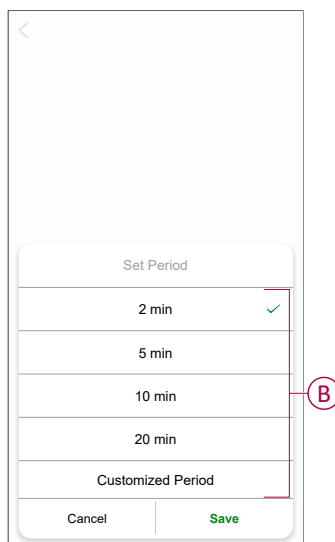 Set Period
2 min
5 min
10 min
20 min
Customized Period
Cancel Save
B